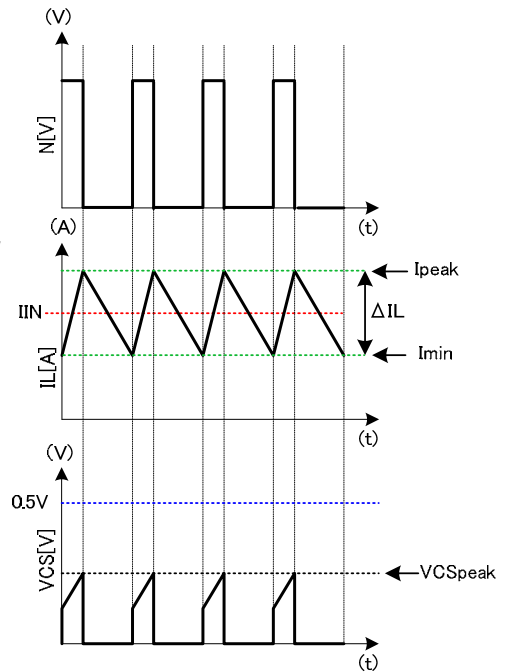 (V)
N[V]
(t)
(A)
Ipeak
IIN
ΔIL
Imin
IL[A]
(t)
(V)
0.5V
VCS[V]
VCSpeak
(t)